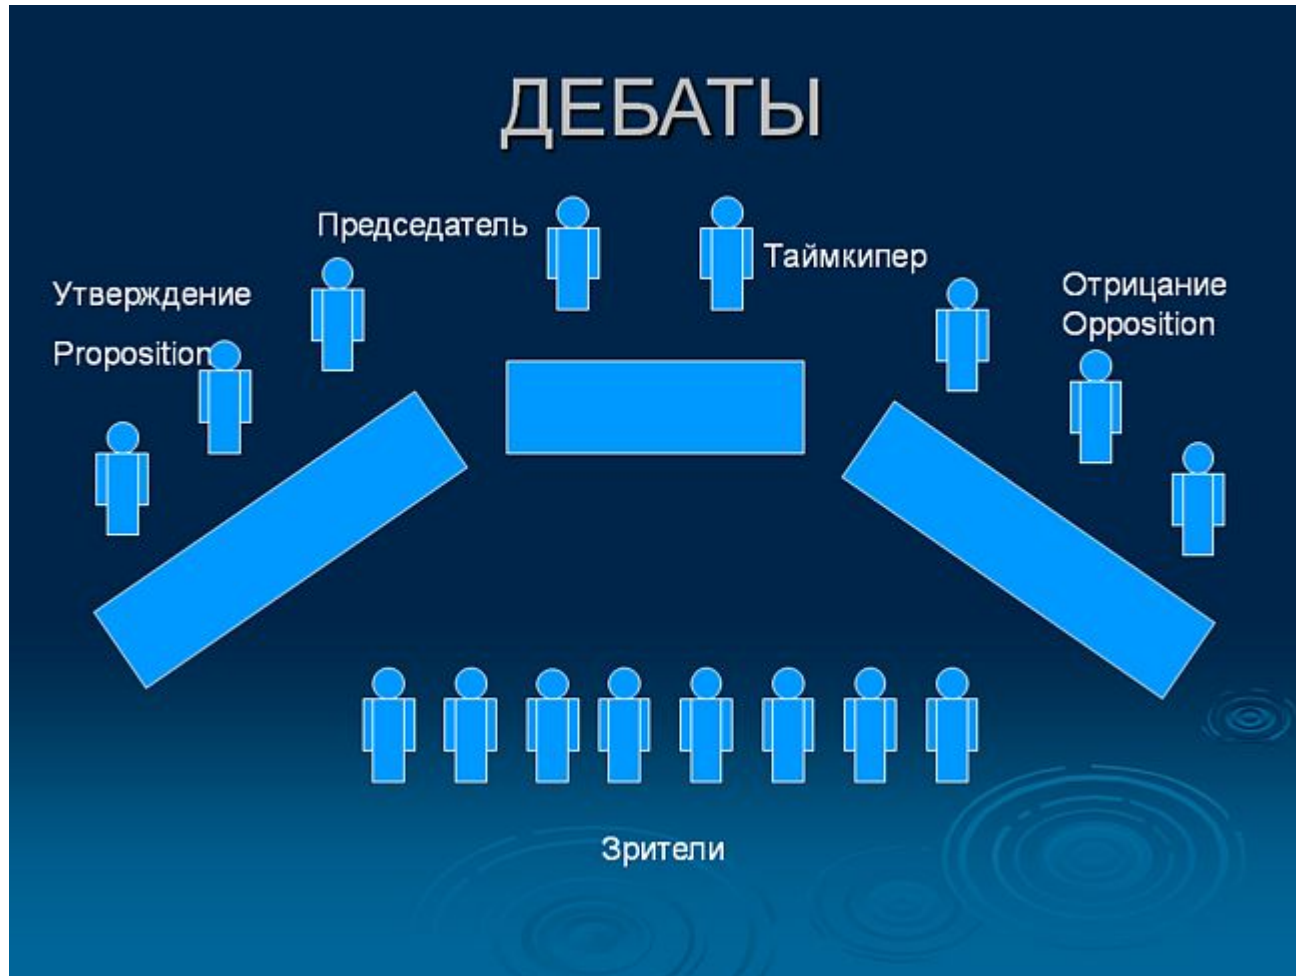 ДЕБАТЫ
Председатель
Таймкипер
Утверждение
Proposition
Отрицание
Opposition
Зрители